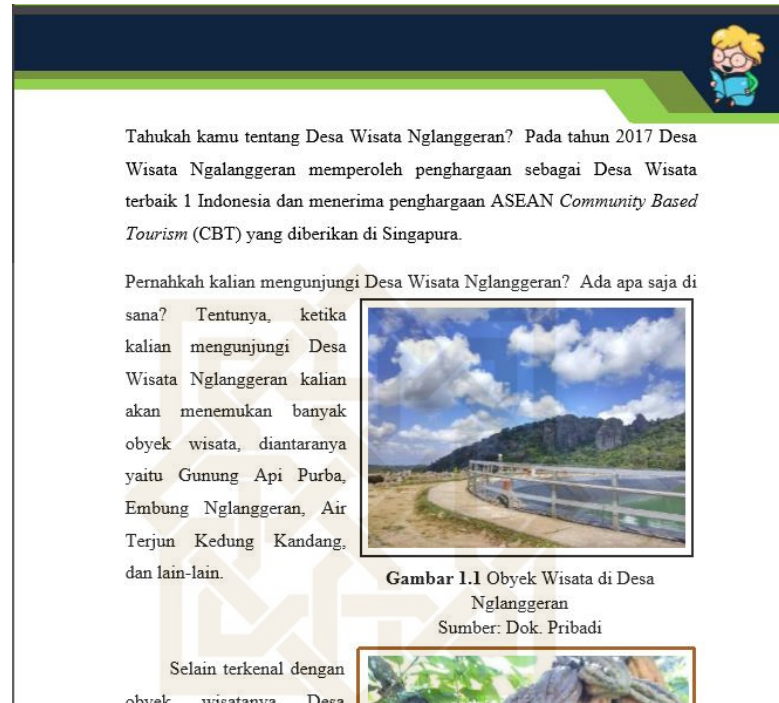 Tahukah kamu tentang Desa Wisata Nglanggeran? Pada tahun 2017 Desa
Wisata Ngalanggeran memperoleh penghargaan sebagai Desa Wisata
terbaik 1 Indonesia dan menerima penghargaan ASEAN Community Based
Tourism (CBT) yang diberikan di Singapura.
Pernahkah kalian mengunjungi Desa Wisata Nglanggeran? Ada apa saja di
sana? Tentunya, ketika
kalian mengunjungi Desa
Wisata Nglanggeran kalian
akan menemukan banyak
obyek wisata, diantaranya
yaitu Gunung Api Purba,
Embung Nglanggeran, Air
Terjun Kedung Kandang,
dan lain-lain.
Gambar 1.1 Obyek Wisata di Desa
Nglanggeran
Sumber: Dok. Pribadi
Selain terkenal dengan
obyek wisatanya Desa